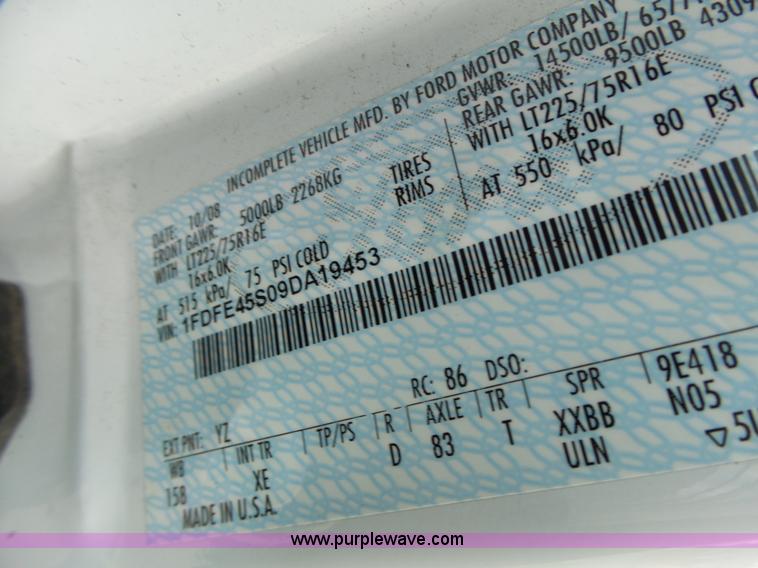 INCOMPLETE VEHICLE MFD. BY FORD MOTOR COMPANY
DATE: 10/08 GVWR: 14500LB/
FRONT GAWR: 5000LB 2268KG REAR GAWR: 9500LB
WITH LT225/75R16E TIRES WITH LT225/75R16E
16x6.0K RIMS 16x6.0K
AT 515 kPa/ 75 PSI COLD AT 550 kPa/ 80 PSI
VIN: 1FDFE45S09DA19453
RC: 86 DSO:
EXT PNT: YZ
WB INT TR TP/PS R AXLE TR SPR 9E418
158 XE D 83 T XXBB N05
ULN
MADE IN U.S.A.
www.purplewave.com